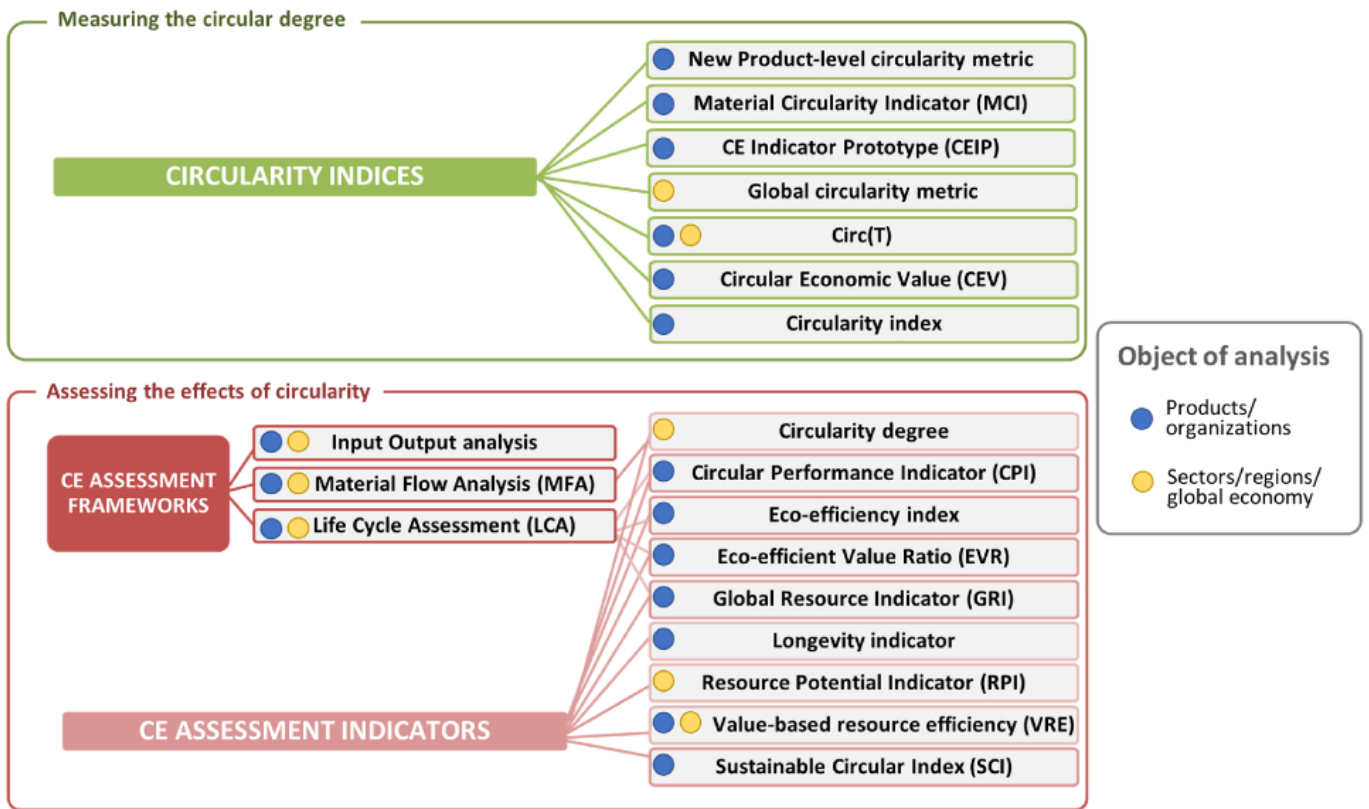 Measuring the circular degree
CIRCULARITY INDICES
New Product-level circularity metric
Material Circularity Indicator (MCI)
CE Indicator Prototype (CEIP)
Global circularity metric
Circ(T)
Circular Economic Value (CEV)
Circularity index
Assessing the effects of circularity
CE ASSESSMENT
FRAMEWORKS
Input Output analysis
Material Flow Analysis (MFA)
Life Cycle Assessment (LCA)
CE ASSESSMENT INDICATORS
Circularity degree
Circular Performance Indicator (CPI)
Eco-efficiency index
Eco-efficient Value Ratio (EVR)
Global Resource Indicator (GRI)
Longevity indicator
Resource Potential Indicator (RPI)
Value-based resource efficiency (VRE)
Sustainable Circular Index (SCI)
Object of analysis
Products/
organizations
Sectors/regions/
global economy